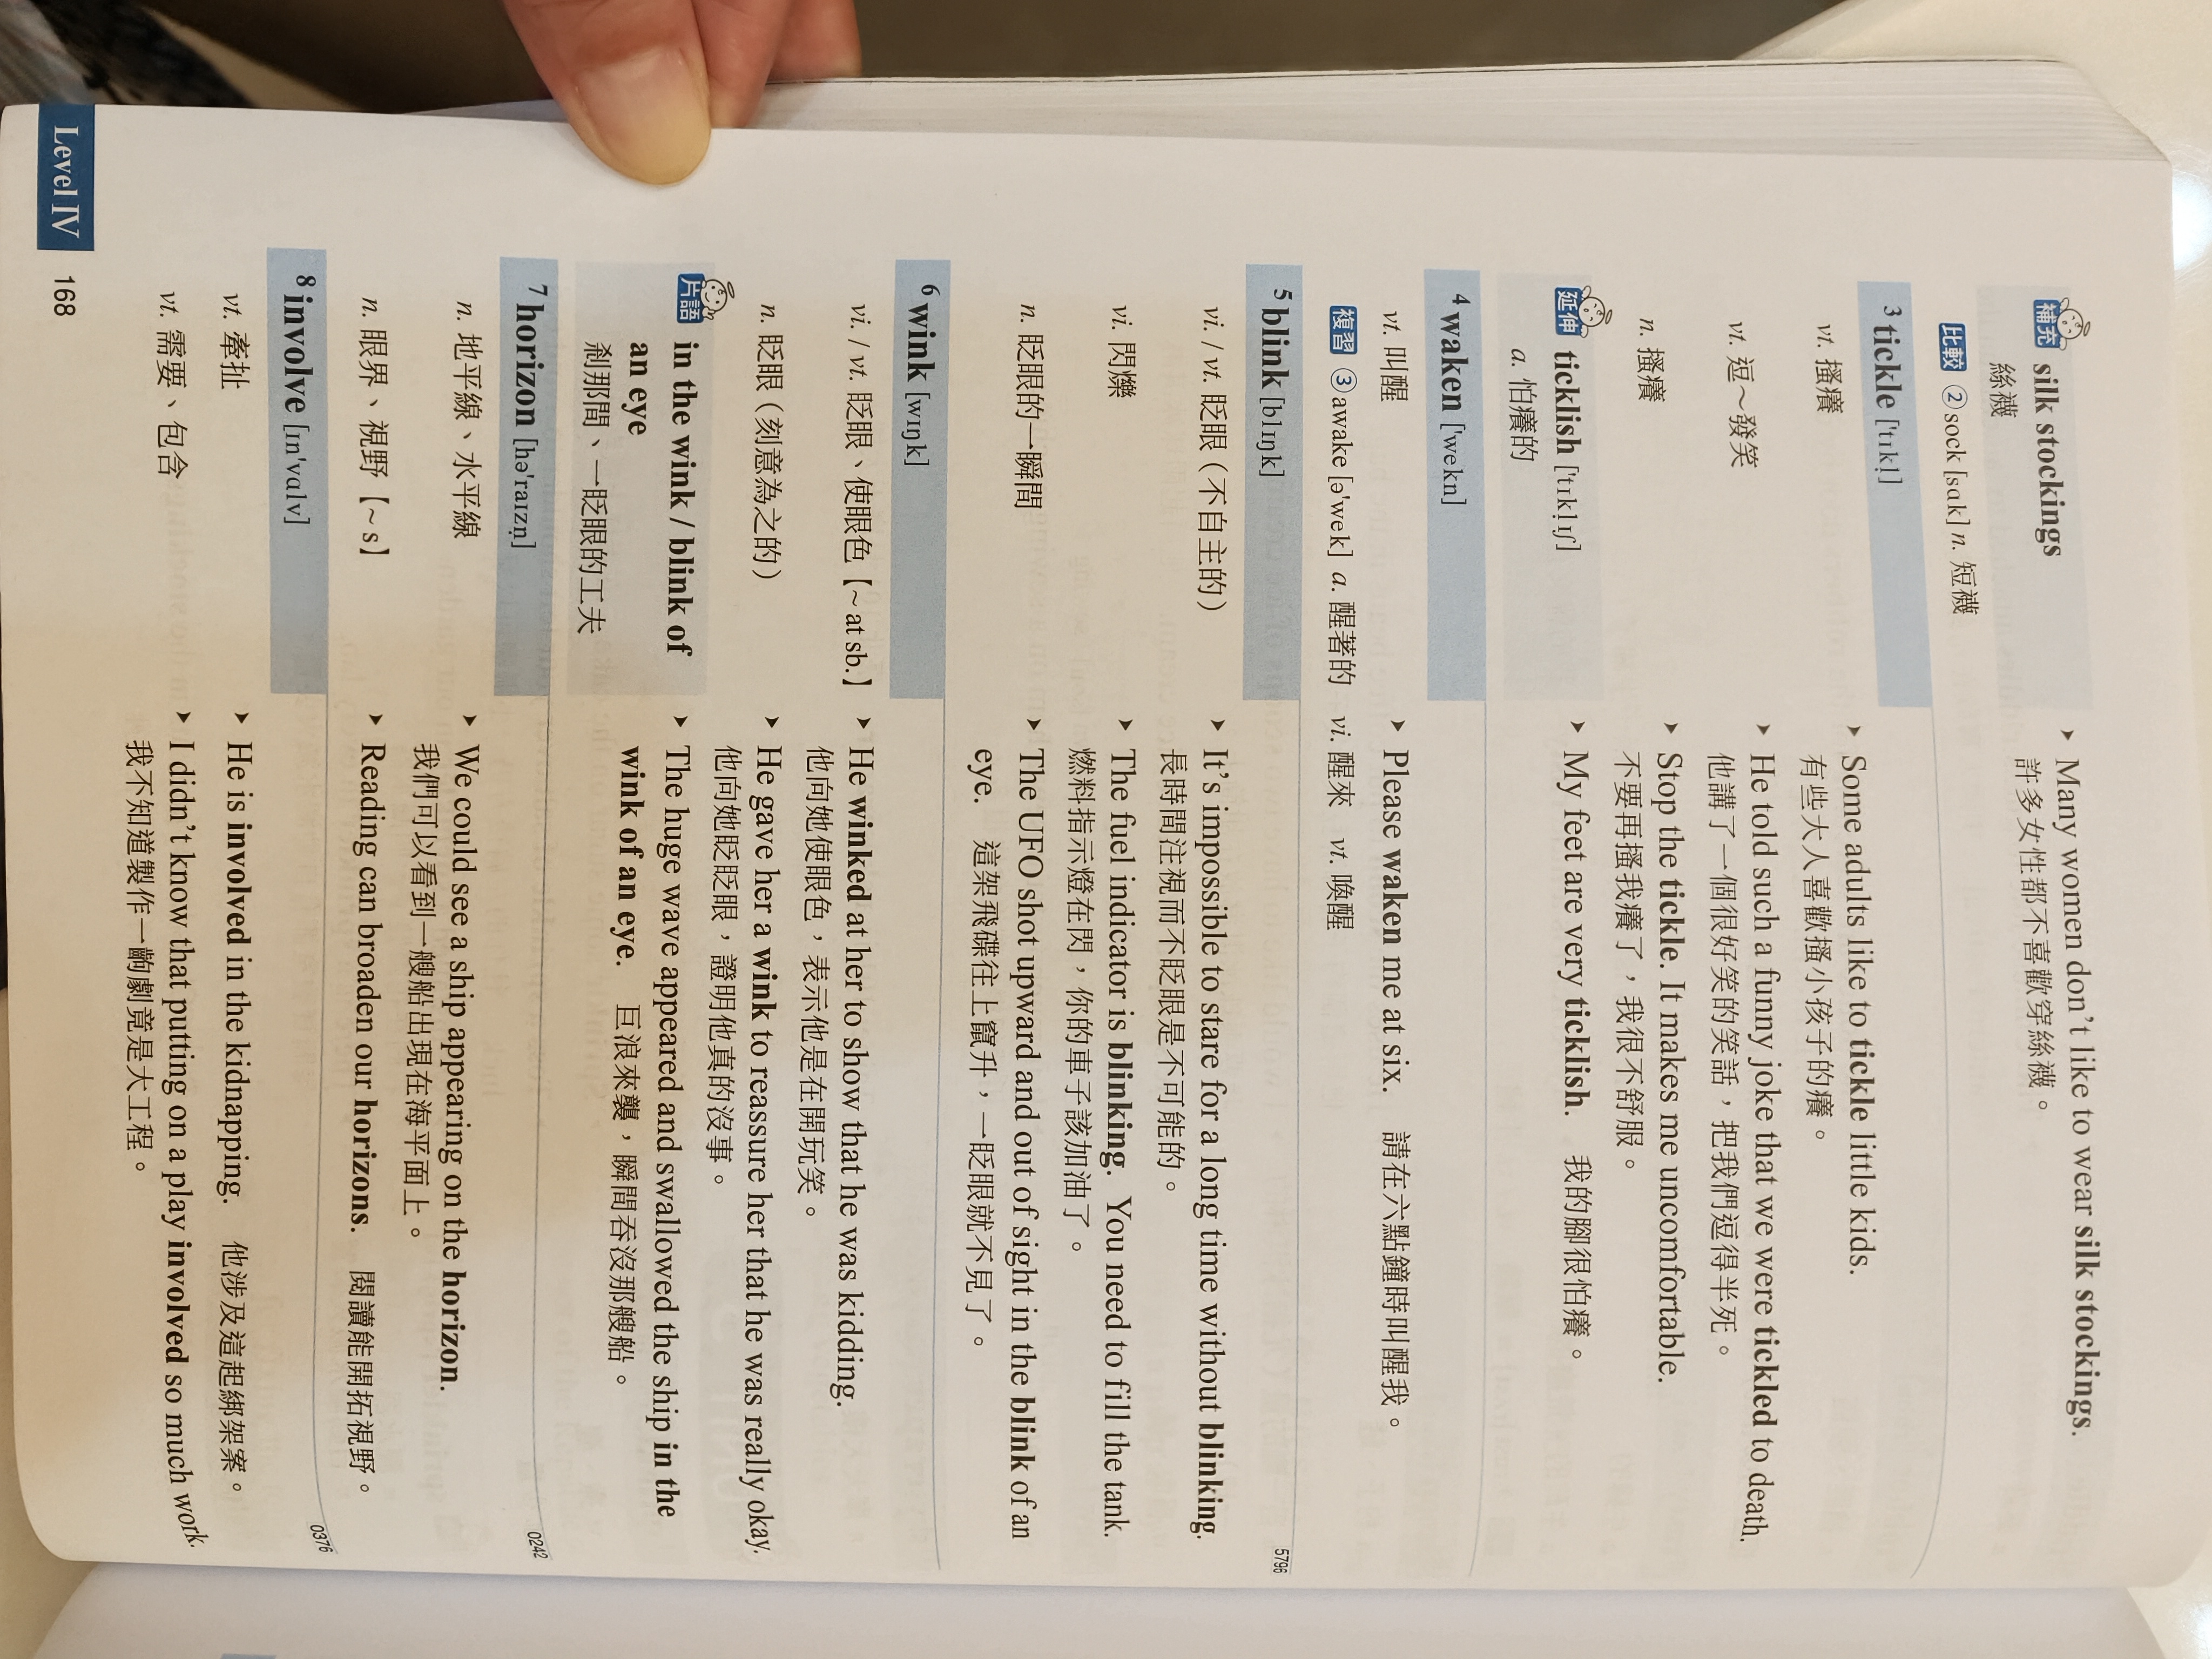 補充 silk stockings
絲襪
➤ Many women don't like to wear silk stockings.
許多女性都不喜歡穿絲襪。
比較 ②sock [sɑk] n. 短襪
3 tickle [ˈtɪkl̩]
vt. 搔癢
➤ Some adults like to tickle little kids.
有些大人喜歡搔小孩子的癢。
vt. 逗～發笑
➤ He told such a funny joke that we were tickled to death.
他講了一個很好笑的笑話，把我們逗得半死。
n. 搔癢
➤ Stop the tickle. It makes me uncomfortable.
不要再搔我癢了，我很不舒服。
延伸 ticklish [ˈtɪkl̩ɪʃ]
a. 怕癢的
➤ My feet are very ticklish. 我的腳很怕癢。
4 waken [ˈwekn]
vt. 叫醒
➤ Please waken me at six. 請在六點鐘時叫醒我。
複習 ③awake [əˈwek] a. 醒著的 vi. 醒來 vt. 喚醒
5 blink [blɪŋk] 5796
vi. / vt. 眨眼（不自主的）
➤ It's impossible to stare for a long time without blinking.
長時間注視而不眨眼是不可能的。
vi. 閃爍
➤ The fuel indicator is blinking. You need to fill the tank.
燃料指示燈在閃，你的車子該加油了。
n. 眨眼的一瞬間
➤ The UFO shot upward and out of sight in the blink of an
eye. 這架飛碟往上竄升，一眨眼就不見了。
6 wink [wɪŋk]
vi. / vt. 眨眼、使眼色【～at sb.】
➤ He winked at her to show that he was kidding.
他向她使眼色，表示他是在開玩笑。
n. 眨眼（刻意為之的）
➤ He gave her a wink to reassure her that he was really okay.
他向她眨眨眼，證明他真的沒事。
片語 in the wink / blink of
an eye
剎那間、一眨眼的工夫
➤ The huge wave appeared and swallowed the ship in the
wink of an eye. 巨浪來襲，瞬間吞沒那艘船。
7 horizon [həˈraɪzn̩] 0242
n. 地平線、水平線
➤ We could see a ship appearing on the horizon.
我們可以看到一艘船出現在海平面上。
n. 眼界、視野【～s】
➤ Reading can broaden our horizons. 閱讀能開拓視野。
8 involve [ɪnˈvɑlv] 0376
vt. 牽扯
➤ He is involved in the kidnapping. 他涉及這起綁架案。
vt. 需要、包含
➤ I didn't know that putting on a play involved so much work.
我不知道製作一齣劇竟是大工程。
Level IV 168